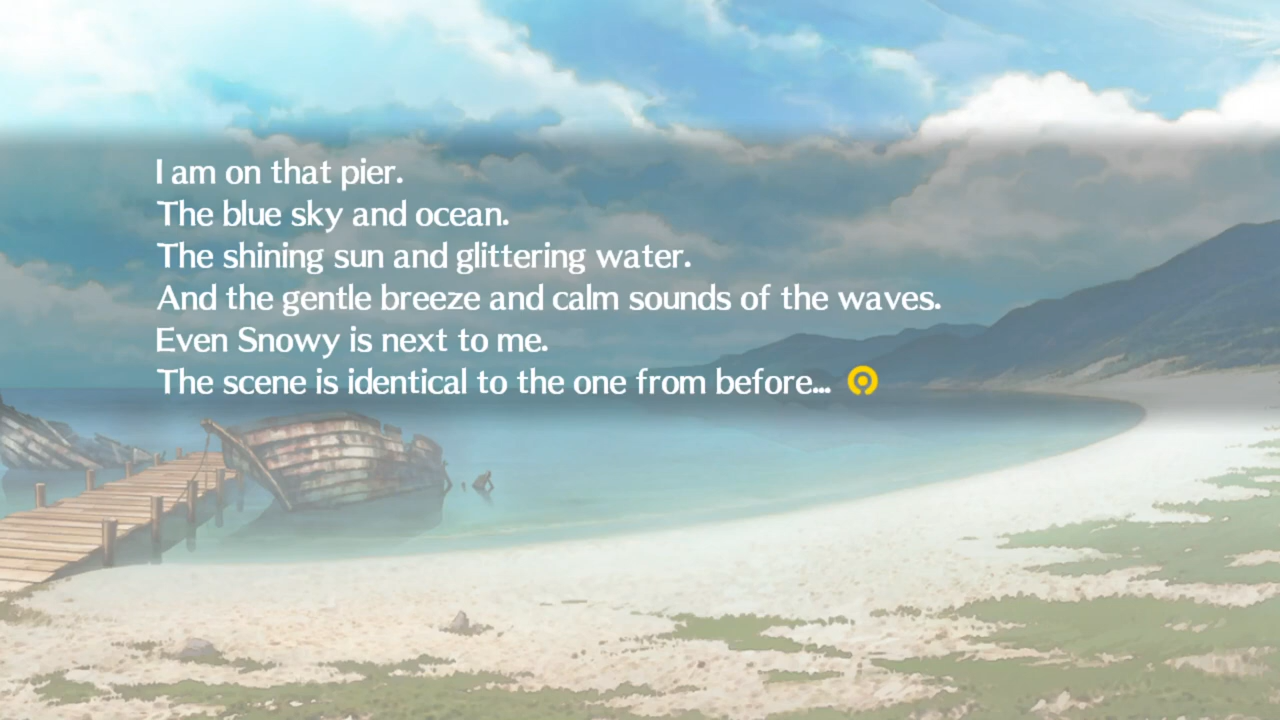 I am on that pier.
The blue sky and ocean.
The shining sun and glittering water.
And the gentle breeze and calm sounds of the waves.
Even Snowy is next to me.
The scene is identical to the one from before...